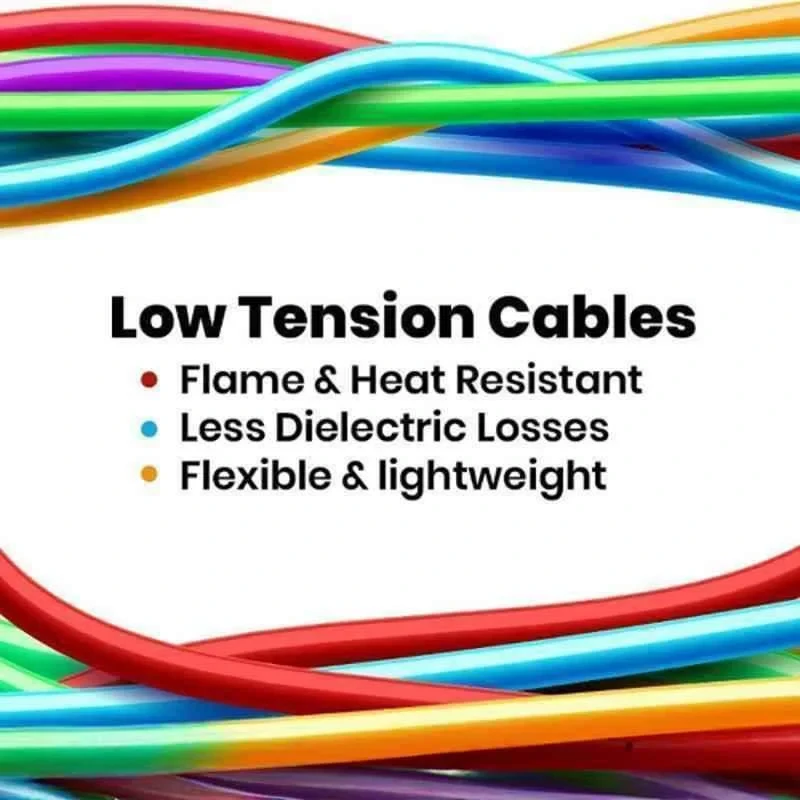 Low Tension Cables
Flame & Heat Resistant
Less Dielectric Losses
Flexible & lightweight